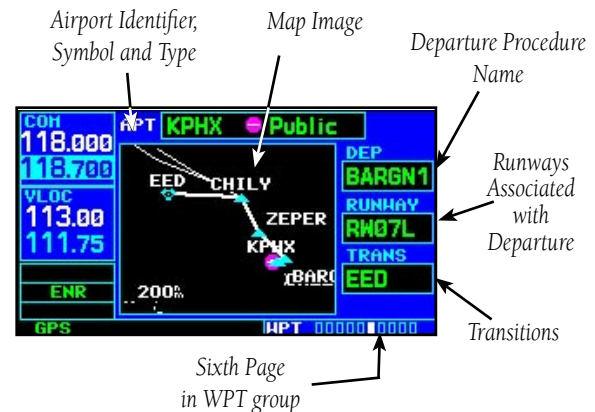 Airport Identifier,
Symbol and Type
Map Image
Departure Procedure
Name
COM
118.000
118.700
VLOC
113.00
111.75
ENR
GPS
APT KPHX Public
EED
CHILY
ZEPER
KPHX
BARG
200
DEP
BARGN1
RUNWAY
RW07L
TRANS
EED
WPT
Runways
Associated
with
Departure
Transitions
Sixth Page
in WPT group